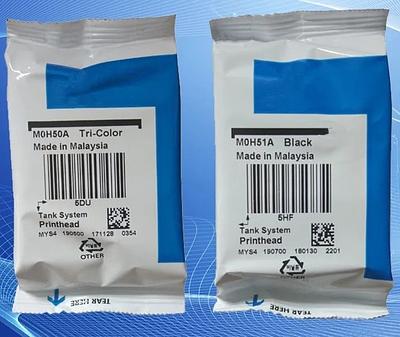 M0H50A Tri-Color
Made in Malaysia
5DU
Tank System
Printhead
MYS4 190600 171128 0354
OTHER
TEAR HERE
M0H51A Black
Made in Malaysia
5HF
Tank System
Printhead
MYS4 190700 180130 2201
OTHER
TEAR HERE